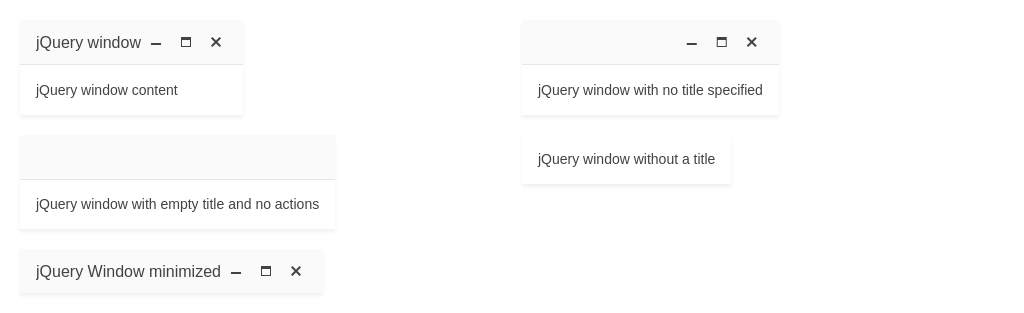 jQuery window
jQuery window content
jQuery window with no title specified
jQuery window with empty title and no actions
jQuery window without a title
jQuery Window minimized